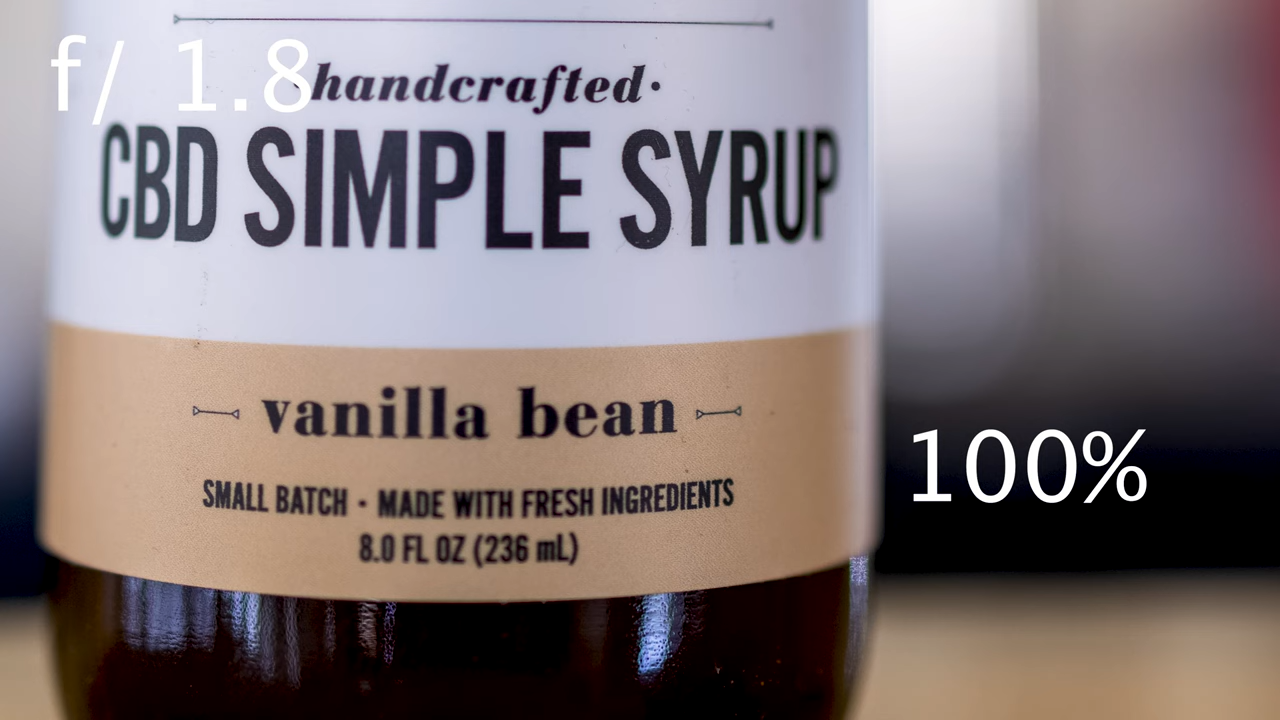 f/ 1.8
·handcrafted·
CBD SIMPLE SYRUP
vanilla bean
SMALL BATCH · MADE WITH FRESH INGREDIENTS
8.0 FL OZ (236 mL)
100%